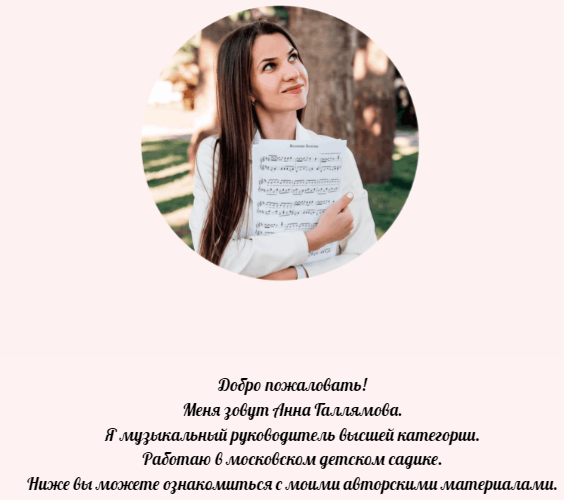 Добро пожаловать!
Меня зовут Анна Галлямова.
Я музыкальный руководитель высшей категории.
Работаю в московском детском садике.
Ниже вы можете ознакомиться с моими авторскими материалами.